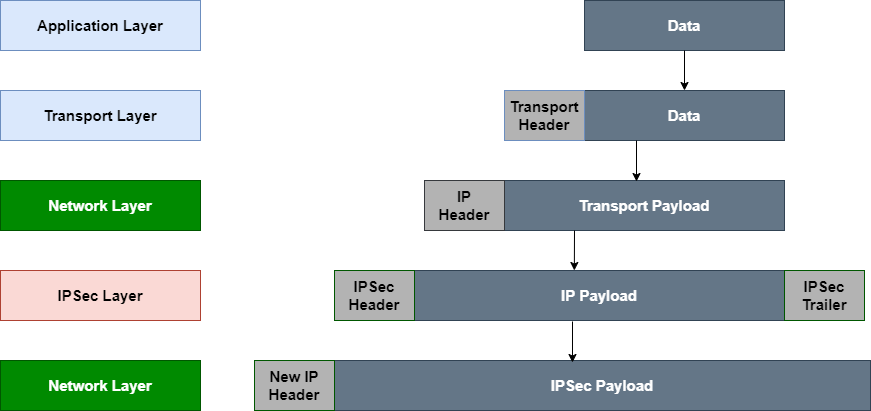 Application Layer
Data
Transport Layer
Transport
Header
Data
Network Layer
IP
Header
Transport Payload
IPSec Layer
IPSec
Header
IP Payload
IPSec
Trailer
Network Layer
New IP
Header
IPSec Payload